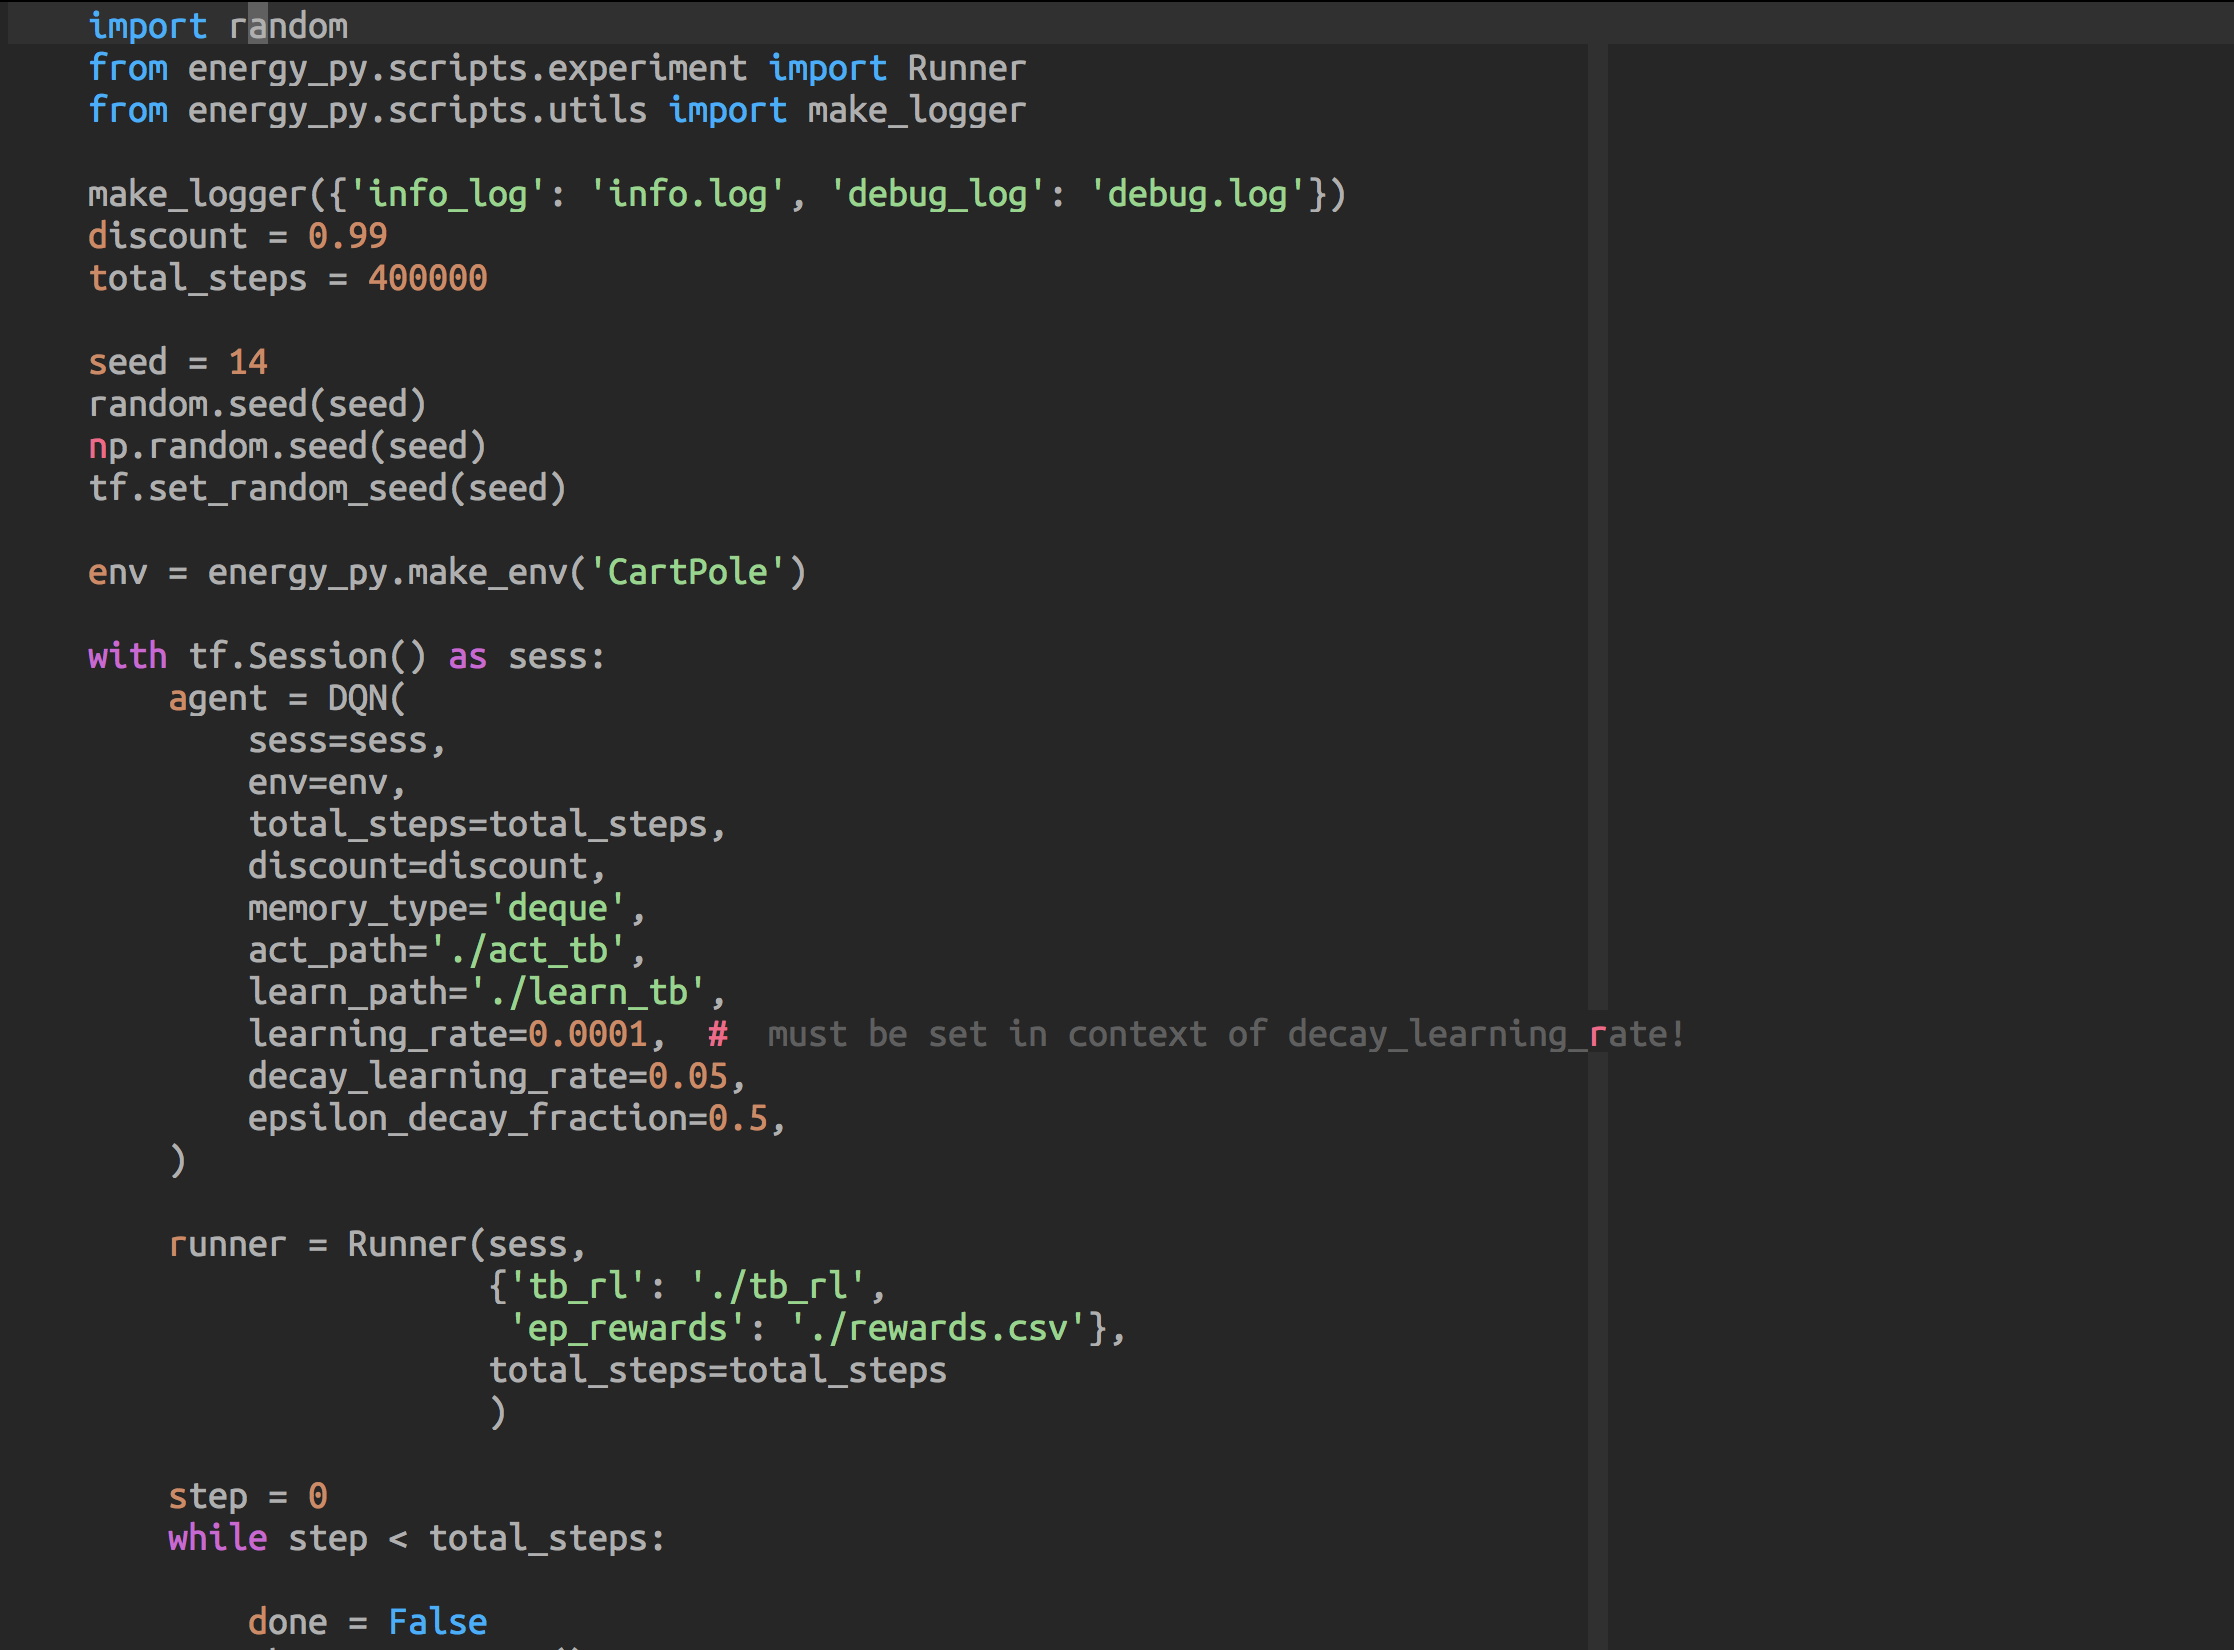 import random
from energy_py.scripts.experiment import Runner
from energy_py.scripts.utils import make_logger

make_logger({'info_log': 'info.log', 'debug_log': 'debug.log'})
discount = 0.99
total_steps = 400000

seed = 14
random.seed(seed)
np.random.seed(seed)
tf.set_random_seed(seed)

env = energy_py.make_env('CartPole')

with tf.Session() as sess:
    agent = DQN(
        sess=sess,
        env=env,
        total_steps=total_steps,
        discount=discount,
        memory_type='deque',
        act_path='./act_tb',
        learn_path='./learn_tb',
        learning_rate=0.0001,  #  must be set in context of decay_learning_rate!
        decay_learning_rate=0.05,
        epsilon_decay_fraction=0.5,
    )

    runner = Runner(sess,
                    {'tb_rl': './tb_rl',
                     'ep_rewards': './rewards.csv'},
                    total_steps=total_steps
                    )

    step = 0
    while step < total_steps:

        done = False